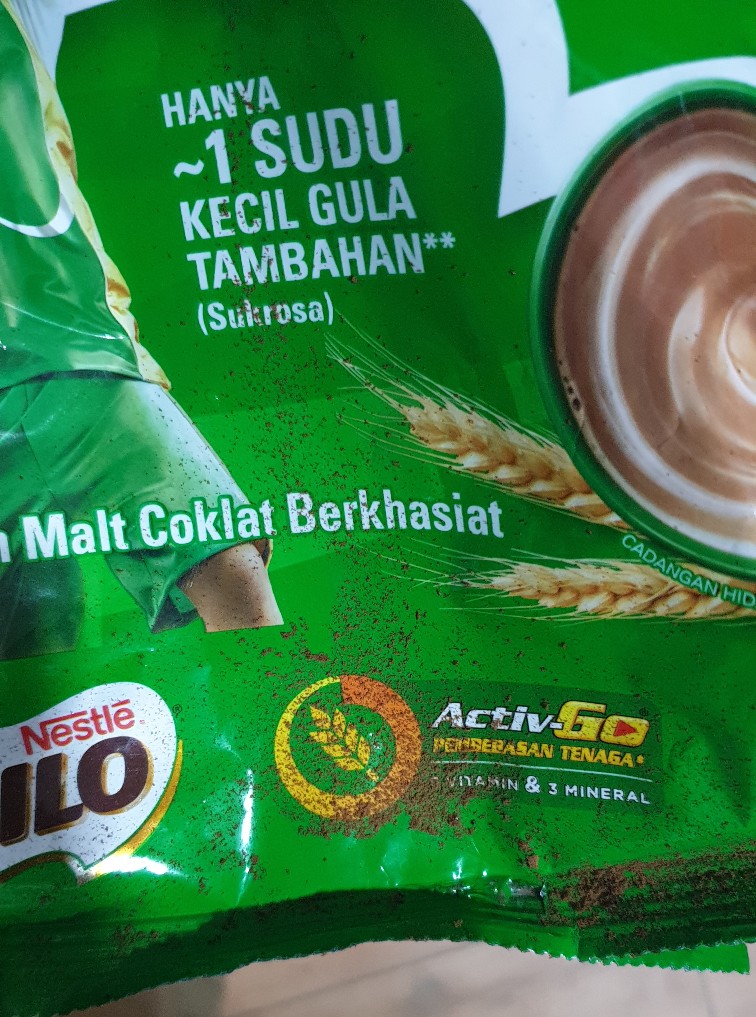 HANYA
~1 SUDU
KECIL GULA
TAMBAHAN**
(Sukrosa)
Malt Coklat Berkhasiat
CADANGAN HID
Nestlé
ILO
Activ-GO
PEMBEBASAN TENAGA
VITAMIN & 3 MINERAL